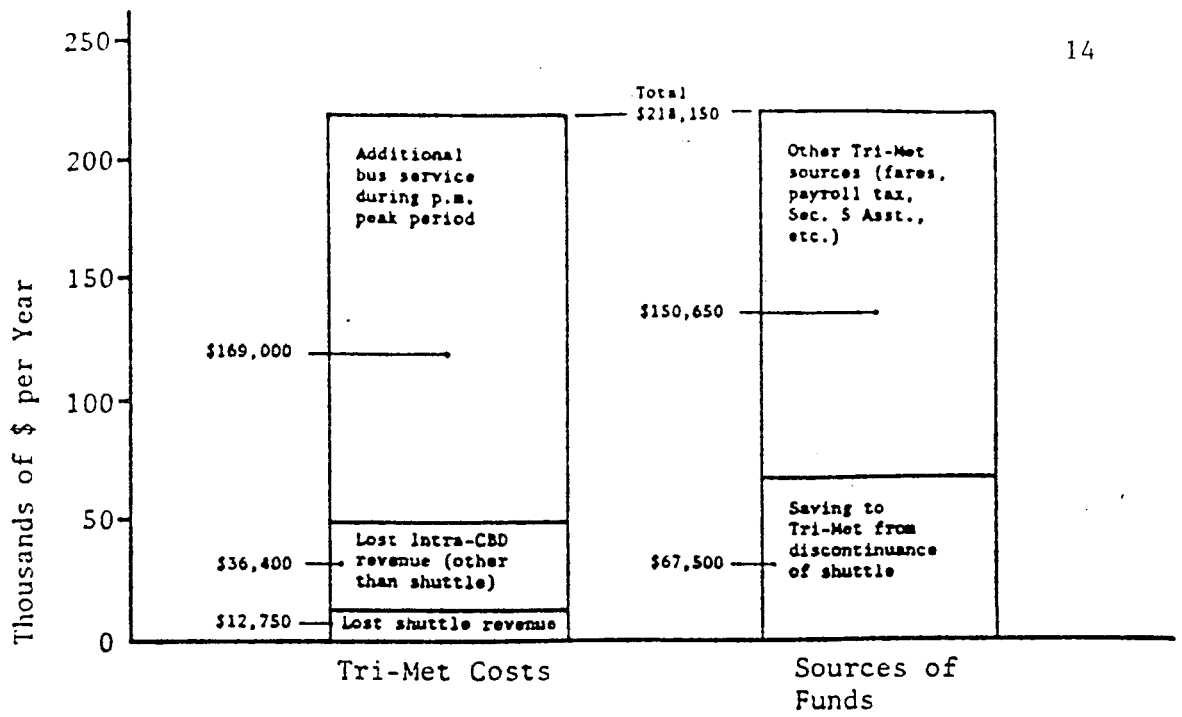 14
Thousands of $ per Year
250
200
150
100
50
0
Total
$218,150
Additional
bus service
during p.m.
peak period
$169,000
Lost Intra-CBD
revenue (other
than shuttle)
$36,400
Lost shuttle revenue
$12,750
Tri-Met Costs
Other Tri-Met
sources (fares,
payroll tax,
Sec. 5 Asst.,
etc.)
$150,650
Saving to
Tri-Met from
discontinuance
of shuttle
$67,500
Sources of
Funds